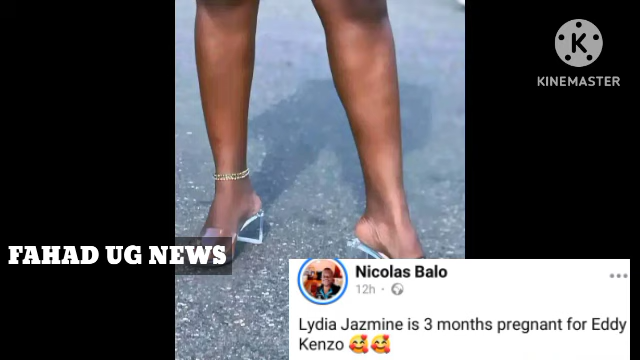 KINEMASTER
FAHAD UG NEWS
Nicolas Balo
12h ·
Lydia Jazmine is 3 months pregnant for Eddy
Kenzo 🥰🥰